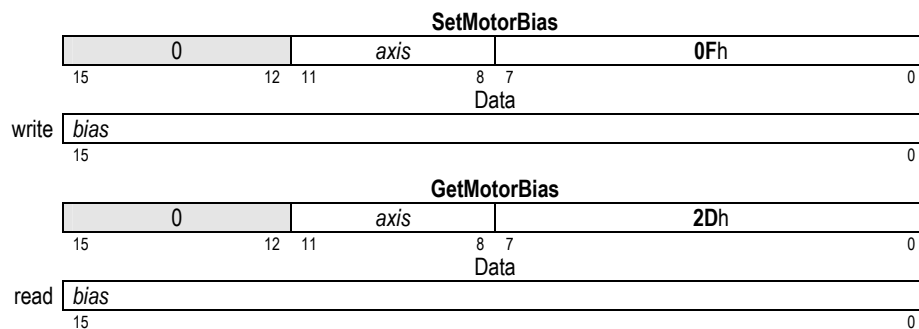 SetMotorBias
0 axis 0Fh
15 12 11 8 7 0
Data
write bias
15 0
GetMotorBias
0 axis 2Dh
15 12 11 8 7 0
Data
read bias
15 0